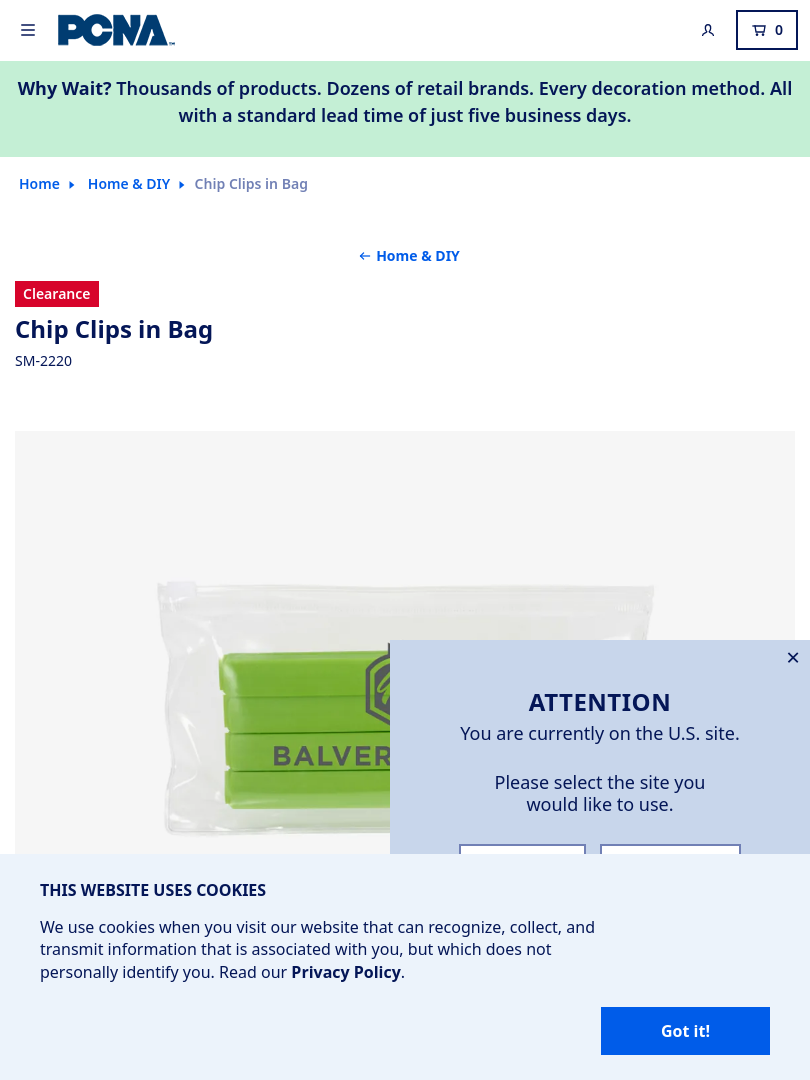 PCNA
0
Why Wait? Thousands of products. Dozens of retail brands. Every decoration method. All
with a standard lead time of just five business days.
Home Home & DIY Chip Clips in Bag
Home & DIY
Clearance
Chip Clips in Bag
SM-2220
ATTENTION
You are currently on the U.S. site.
Please select the site you
would like to use.
THIS WEBSITE USES COOKIES
We use cookies when you visit our website that can recognize, collect, and
transmit information that is associated with you, but which does not
personally identify you. Read our Privacy Policy.
Got it!